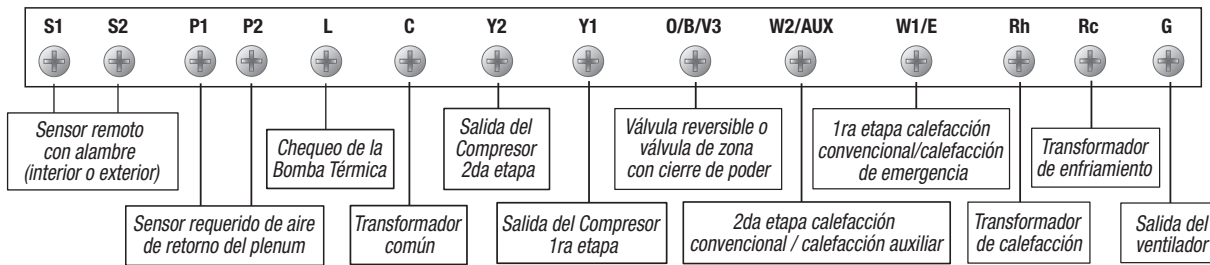 S1 S2 P1 P2 L C Y2 Y1 O/B/V3 W2/AUX W1/E Rh Rc G
Sensor remoto
con alambre
(interior o exterior)
Sensor requerido de aire
de retorno del plenum
Chequeo de la
Bomba Térmica
Transformador
común
Salida del
Compresor
2da etapa
Salida del Compresor
1ra etapa
Válvula reversible o
válvula de zona
con cierre de poder
2da etapa calefacción
convencional / calefacción auxiliar
1ra etapa calefacción
convencional/calefacción
de emergencia
Transformador
de calefacción
Transformador
de enfriamiento
Salida del
ventilador